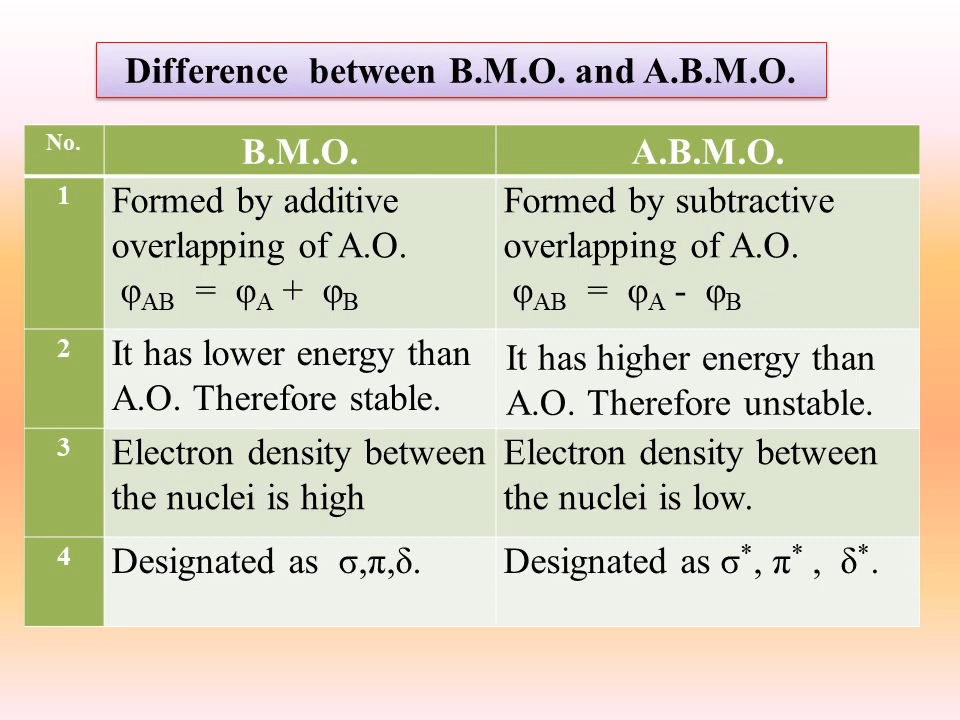 Difference between B.M.O. and A.B.M.O.
No. B.M.O. A.B.M.O.
1
Formed by additive
overlapping of A.O.
φAB = φA + φB
Formed by subtractive
overlapping of A.O.
φAB = φA - φB
2
It has lower energy than
A.O. Therefore stable.
It has higher energy than
A.O. Therefore unstable.
3
Electron density between
the nuclei is high
Electron density between
the nuclei is low.
4
Designated as σ,π,δ.
Designated as σ*, π* , δ*.